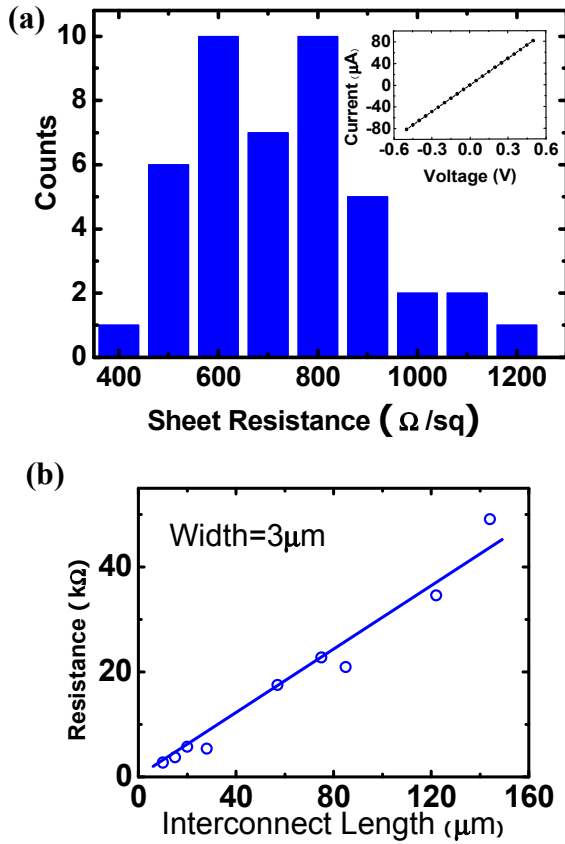 (a)
10
8
6
4
2
0
Counts
400 600 800 1000 1200
Sheet Resistance ( Ω /sq)
80
40
0
-40
-80
Current (μA)
-0.6 -0.3 0.0 0.3 0.6
Voltage (V)
(b)
Width=3μm
40
20
0
Resistance (kΩ)
0 40 80 120 160
Interconnect Length (μm)